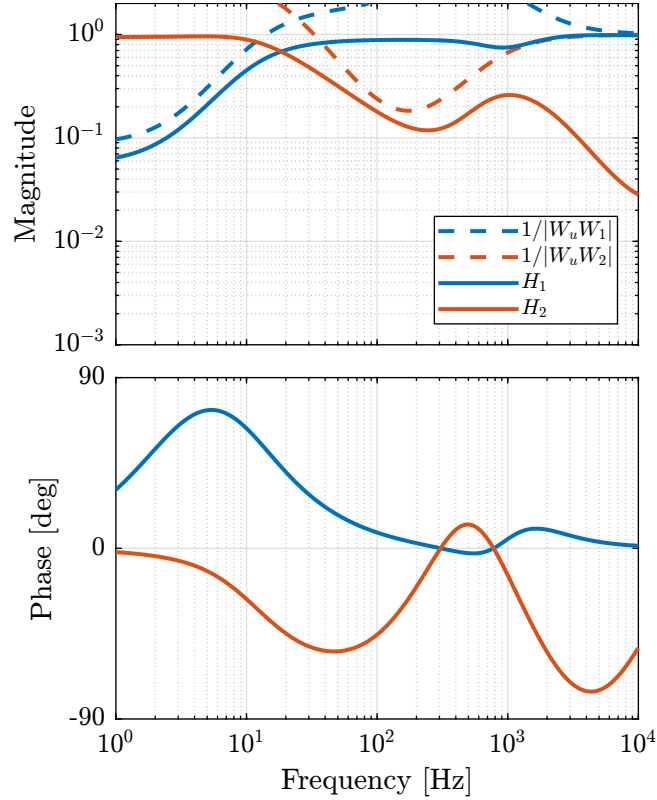 10^0
10^{-1}
10^{-2}
10^{-3}
Magnitude
1/|W_uW_1|
1/|W_uW_2|
H_1
H_2
90
0
-90
Phase [deg]
10^0 10^1 10^2 10^3 10^4
Frequency [Hz]